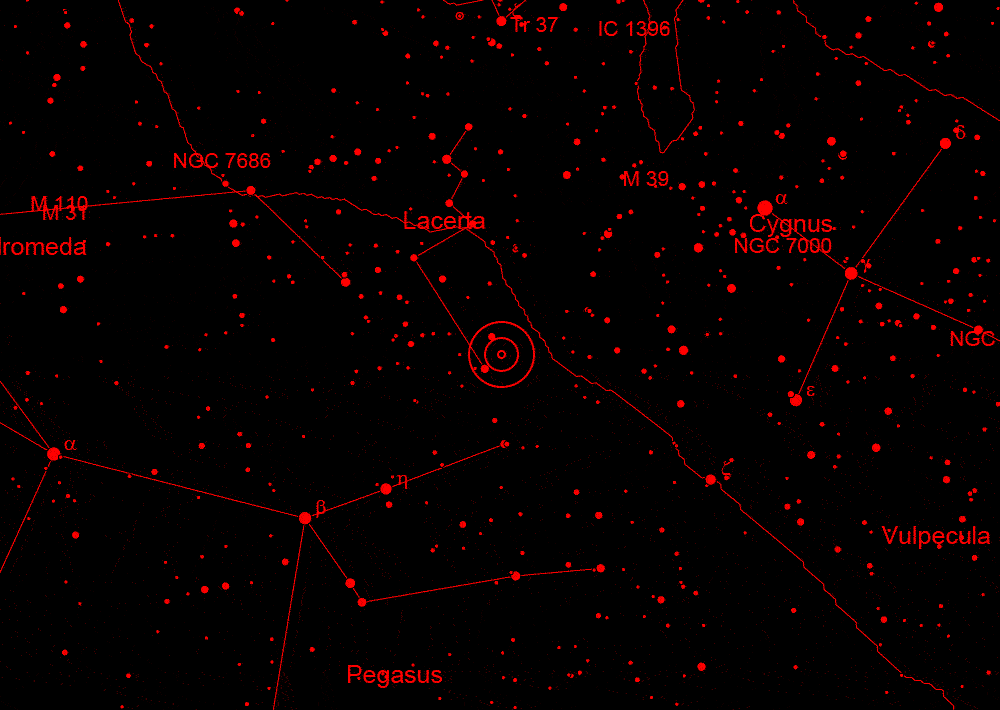 Tr 37
IC 1396
δ
NGC 7686
M 39
M 110
M 31
α
Lacerta
Cygnus
NGC 7000
dromeda
γ
NGC
ε
α
ζ
η
β
Vulpecula
Pegasus